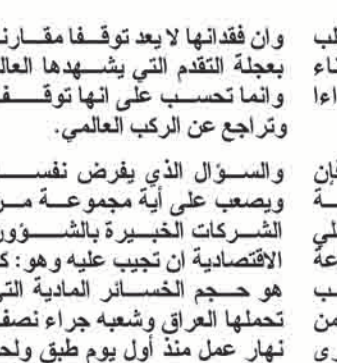 وان فقدانها لا يعد توقفا مقارنة
بعجلة التقدم التي يشهدها العالم
وانما تحسب على انها توقف
وتراجع عن الركب العالمي.
والسؤال الذي يفرض نفسه
ويصعب على أية مجموعة من
الشركات الخبيرة بالشؤون
الاقتصادية ان تجيب عليه وهو: كم
هو حجم الخسائر المادية التي
تحملها العراق وشعبه جراء نصف
نهار عمل منذ أول يوم طبق ولحد